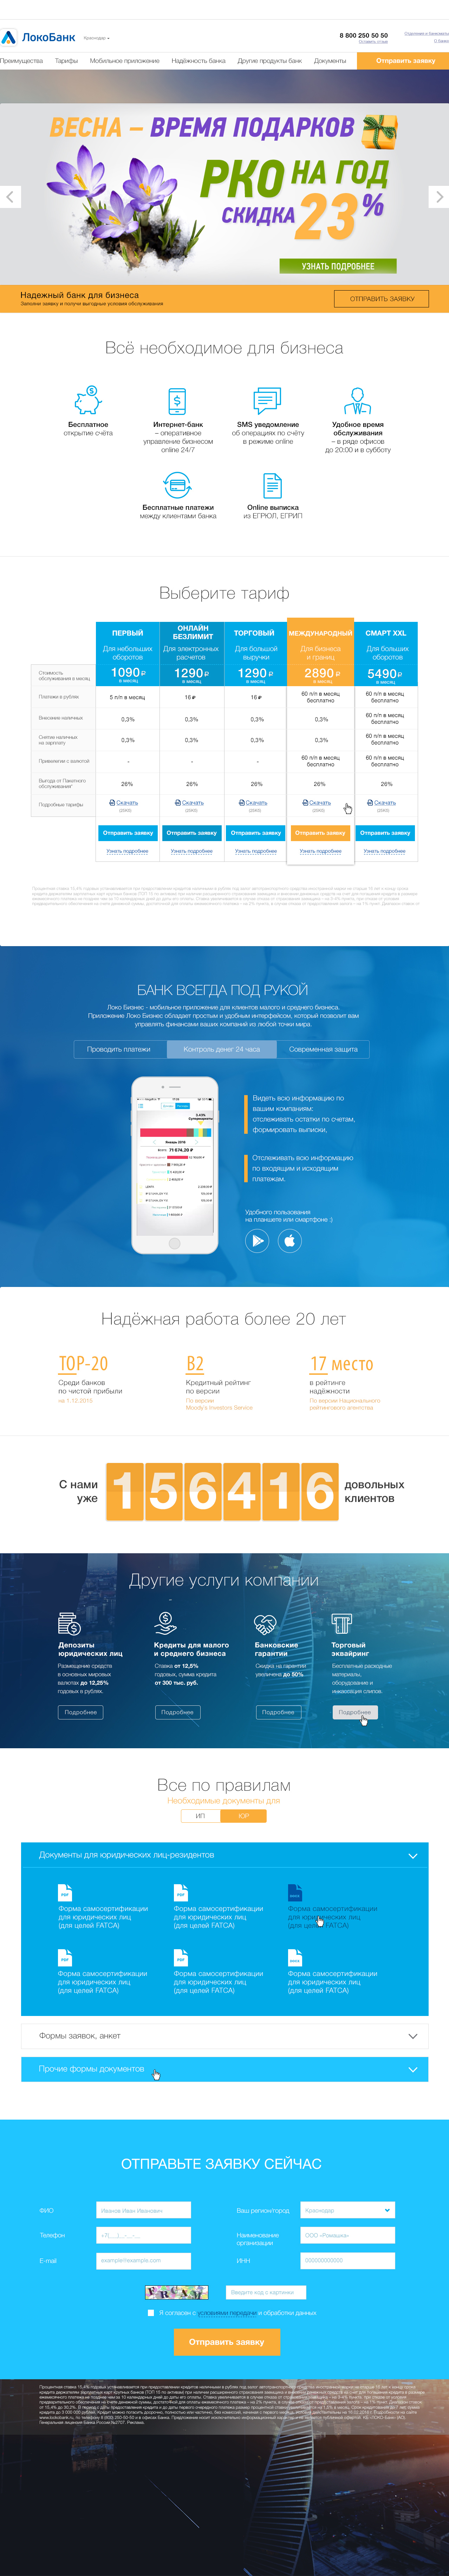 ЛокоБанк
Краснодар
8 800 250 50 50
Оставить отзыв
Отделения и банкоматы
О банке
Преимущества Тарифы Мобильное приложение Надёжность банка Другие продукты банк Документы Отправить заявку
ВЕСНА – ВРЕМЯ ПОДАРКОВ
РКО НА ГОД
СКИДКА 23%
УЗНАТЬ ПОДРОБНЕЕ
Надежный банк для бизнеса
Заполни заявку и получи выгодные условия обслуживания
ОТПРАВИТЬ ЗАЯВКУ
Всё необходимое для бизнеса
Бесплатное
открытие счёта
Интернет-банк
– оперативное
управление бизнесом
online 24/7
SMS уведомление
об операциях по счёту
в режиме online
Удобное время
обслуживания
– в ряде офисов
до 20:00 и в субботу
Бесплатные платежи
между клиентами банка
Online выписка
из ЕГРЮЛ, ЕГРИП
Выберите тариф
ПЕРВЫЙ
Для небольших
оборотов
1090 ₽
в месяц
ОНЛАЙН
БЕЗЛИМИТ
Для электронных
расчетов
1290 ₽
в месяц
ТОРГОВЫЙ
Для большой
выручки
1290 ₽
в месяц
МЕЖДУНАРОДНЫЙ
Для бизнеса
и границ
2890 ₽
в месяц
СМАРТ XXL
Для больших
оборотов
5490 ₽
в месяц
Стоимость
обслуживания в месяц
Платежи в рублях 5 п/п в месяц 16 ₽ 16 ₽ 60 п/п в месяц
бесплатно 60 п/п в месяц
бесплатно
Внесение наличных 0,3% 0,3% 0,3% 0,3% 60 п/п в месяц
бесплатно
Снятие наличных
на зарплату 0,3% 0,3% 0,3% 0,3% 60 п/п в месяц
бесплатно
Привилегии с валютой - - - 60 п/п в месяц
бесплатно 60 п/п в месяц
бесплатно
Выгода от Пакетного
обслуживания* 26% 26% 26% 26% 26%
Подробные тарифы Скачать Скачать Скачать Скачать Скачать
Отправить заявку Отправить заявку Отправить заявку Отправить заявку Отправить заявку
Узнать подробнее Узнать подробнее Узнать подробнее Узнать подробнее Узнать подробнее
БАНК ВСЕГДА ПОД РУКОЙ
Локо Бизнес - мобильное приложение для клиентов малого и среднего бизнеса.
Приложение Локо Бизнес обладает простым и удобным интерфейсом, который позволит вам
управлять финансами ваших компаний из любой точки мира.
Проводить платежи Контроль денег 24 часа Современная защита
Январь 2016
71 674.20 ₽
Видеть всю информацию по
вашим компаниям:
отслеживать остатки по счетам,
формировать выписки,
Отслеживать всю информацию
по входящим и исходящим
платежам.
Удобного пользования
на планшете или смартфоне :)
Надёжная работа более 20 лет
TOP-20
Среди банков
по чистой прибыли
на 1.12.2015
B2
Кредитный рейтинг
по версии
По версии
Moody's Investors Service
17 место
в рейтинге
надёжности
По версии Национального
рейтингового агентства
С нами
уже
156416
довольных
клиентов
Другие услуги компании
Депозиты
юридических лиц
Размещение средств
в основных мировых
валютах до 12,25%
годовых в рублях.
Подробнее
Кредиты для малого
и среднего бизнеса
Ставка от 12,5%
годовых, сумма кредита
от 300 тыс. руб.
Подробнее
Банковские
гарантии
Скидка на гарантии
увеличена до 50%
Подробнее
Торговый
эквайринг
Бесплатные расходные
материалы,
оборудование и
инкасация слипов.
Подробнее
Все по правилам
Необходимые документы для
ИП ЮР
Документы для юридических лиц-резидентов
PDF
Форма самосертификации
для юридических лиц
(для целей FATCA)
PDF
Форма самосертификации
для юридических лиц
(для целей FATCA)
DOCX
Форма самосертификации
для юридических лиц
(для целей FATCA)
PDF
Форма самосертификации
для юридических лиц
(для целей FATCA)
PDF
Форма самосертификации
для юридических лиц
(для целей FATCA)
DOCX
Форма самосертификации
для юридических лиц
(для целей FATCA)
Формы заявок, анкет
Прочие формы документов
ОТПРАВЬТЕ ЗАЯВКУ СЕЙЧАС
ФИО Иванов Иван Иванович
Ваш регион/город Краснодар
Телефон +7(__)_-_-_
Наименование
организации ООО «Ромашка»
E-mail example@example.com
ИНН 000000000000
Введите код с картинки
Я согласен с условиями передачи и обработки данных
Отправить заявку